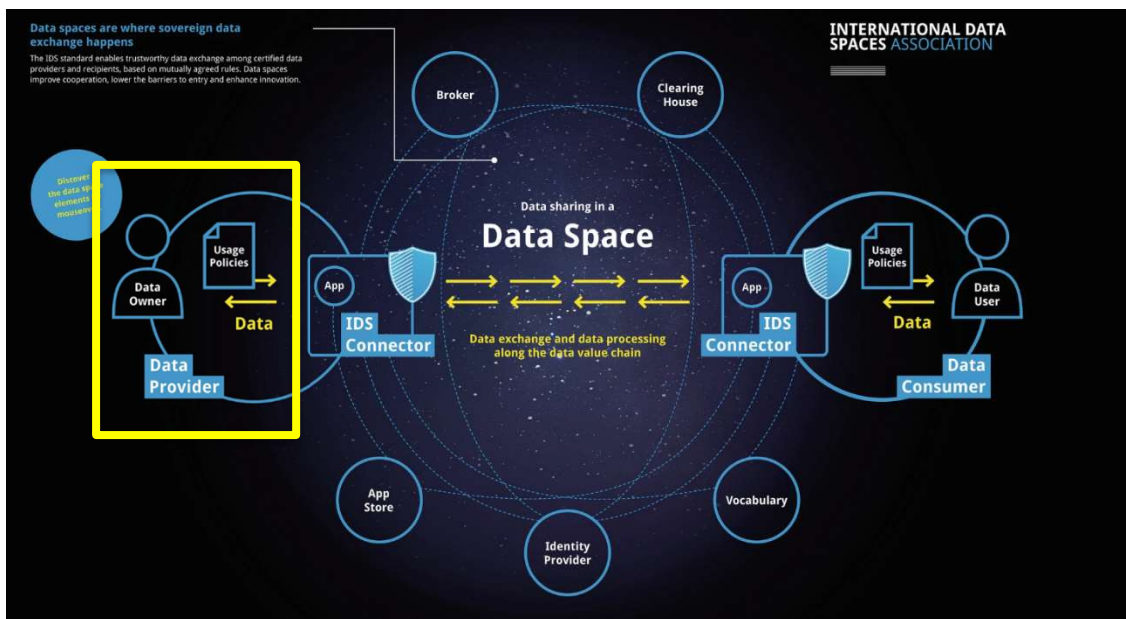 Data spaces are where sovereign data
exchange happens
The IDS standard enables trustworthy data exchange among certified data
providers and recipients, based on mutually agreed rules. Data spaces
improve cooperation, lower the barriers to entry and enhance innovation.
INTERNATIONAL DATA
SPACES ASSOCIATION
Broker
Clearing
House
Discover
the data
elements
Data sharing in a
Data Space
Data exchange and data processing
along the data value chain
Data
Owner
Usage
Policies
Data
Data
Provider
App
IDS
Connector
App
IDS
Connector
Usage
Policies
Data
Data
User
Data
Consumer
App
Store
Identity
Provider
Vocabulary